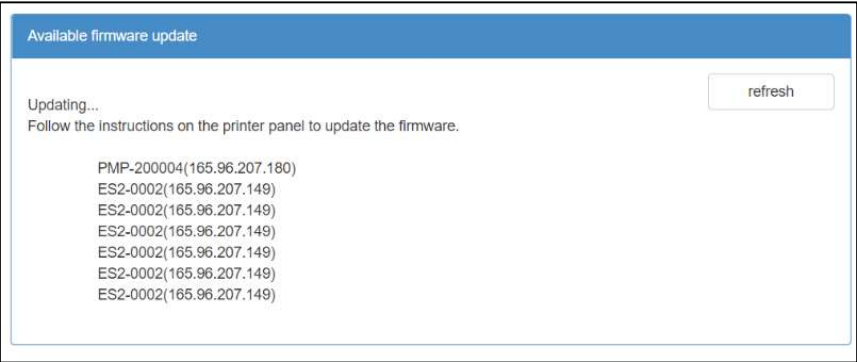 Available firmware update
refresh
Updating...
Follow the instructions on the printer panel to update the firmware.
PMP-200004(165.96.207.180)
ES2-0002(165.96.207.149)
ES2-0002(165.96.207.149)
ES2-0002(165.96.207.149)
ES2-0002(165.96.207.149)
ES2-0002(165.96.207.149)
ES2-0002(165.96.207.149)